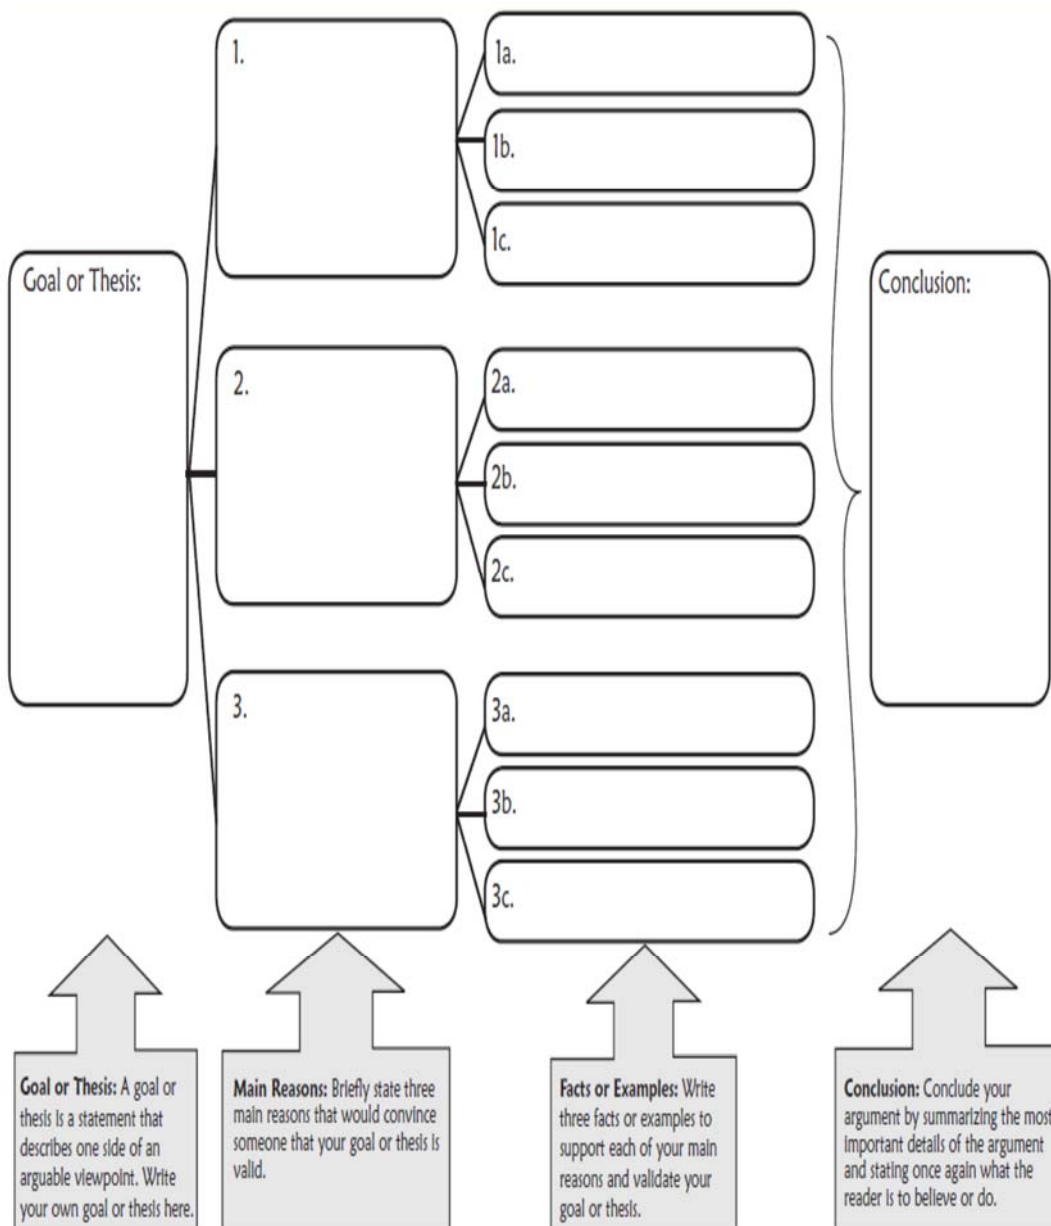 Goal or Thesis:
1.
1a.
1b.
1c.
2.
2a.
2b.
2c.
3.
3a.
3b.
3c.
Conclusion:
Goal or Thesis: A goal or
thesis is a statement that
describes one side of an
arguable viewpoint. Write
your own goal or thesis here.
Main Reasons: Briefly state three
main reasons that would convince
someone that your goal or thesis is
valid.
Facts or Examples: Write
three facts or examples to
support each of your main
reasons and validate your
goal or thesis.
Conclusion: Conclude your
argument by summarizing the most
important details of the argument
and stating once again what the
reader is to believe or do.